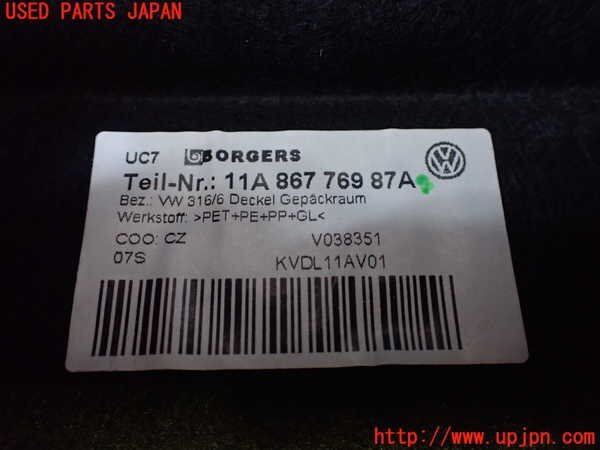 USED PARTS JAPAN
UC7 BORGERS
Teil-Nr.: 11A 867 769 87A
Bez.: VW 316/6 Deckel Gepäckraum
Werkstoff: >PET+PE+PP+GL<
COO: CZ V038351
07S KVDL11AV01
http://www.upjpn.com/